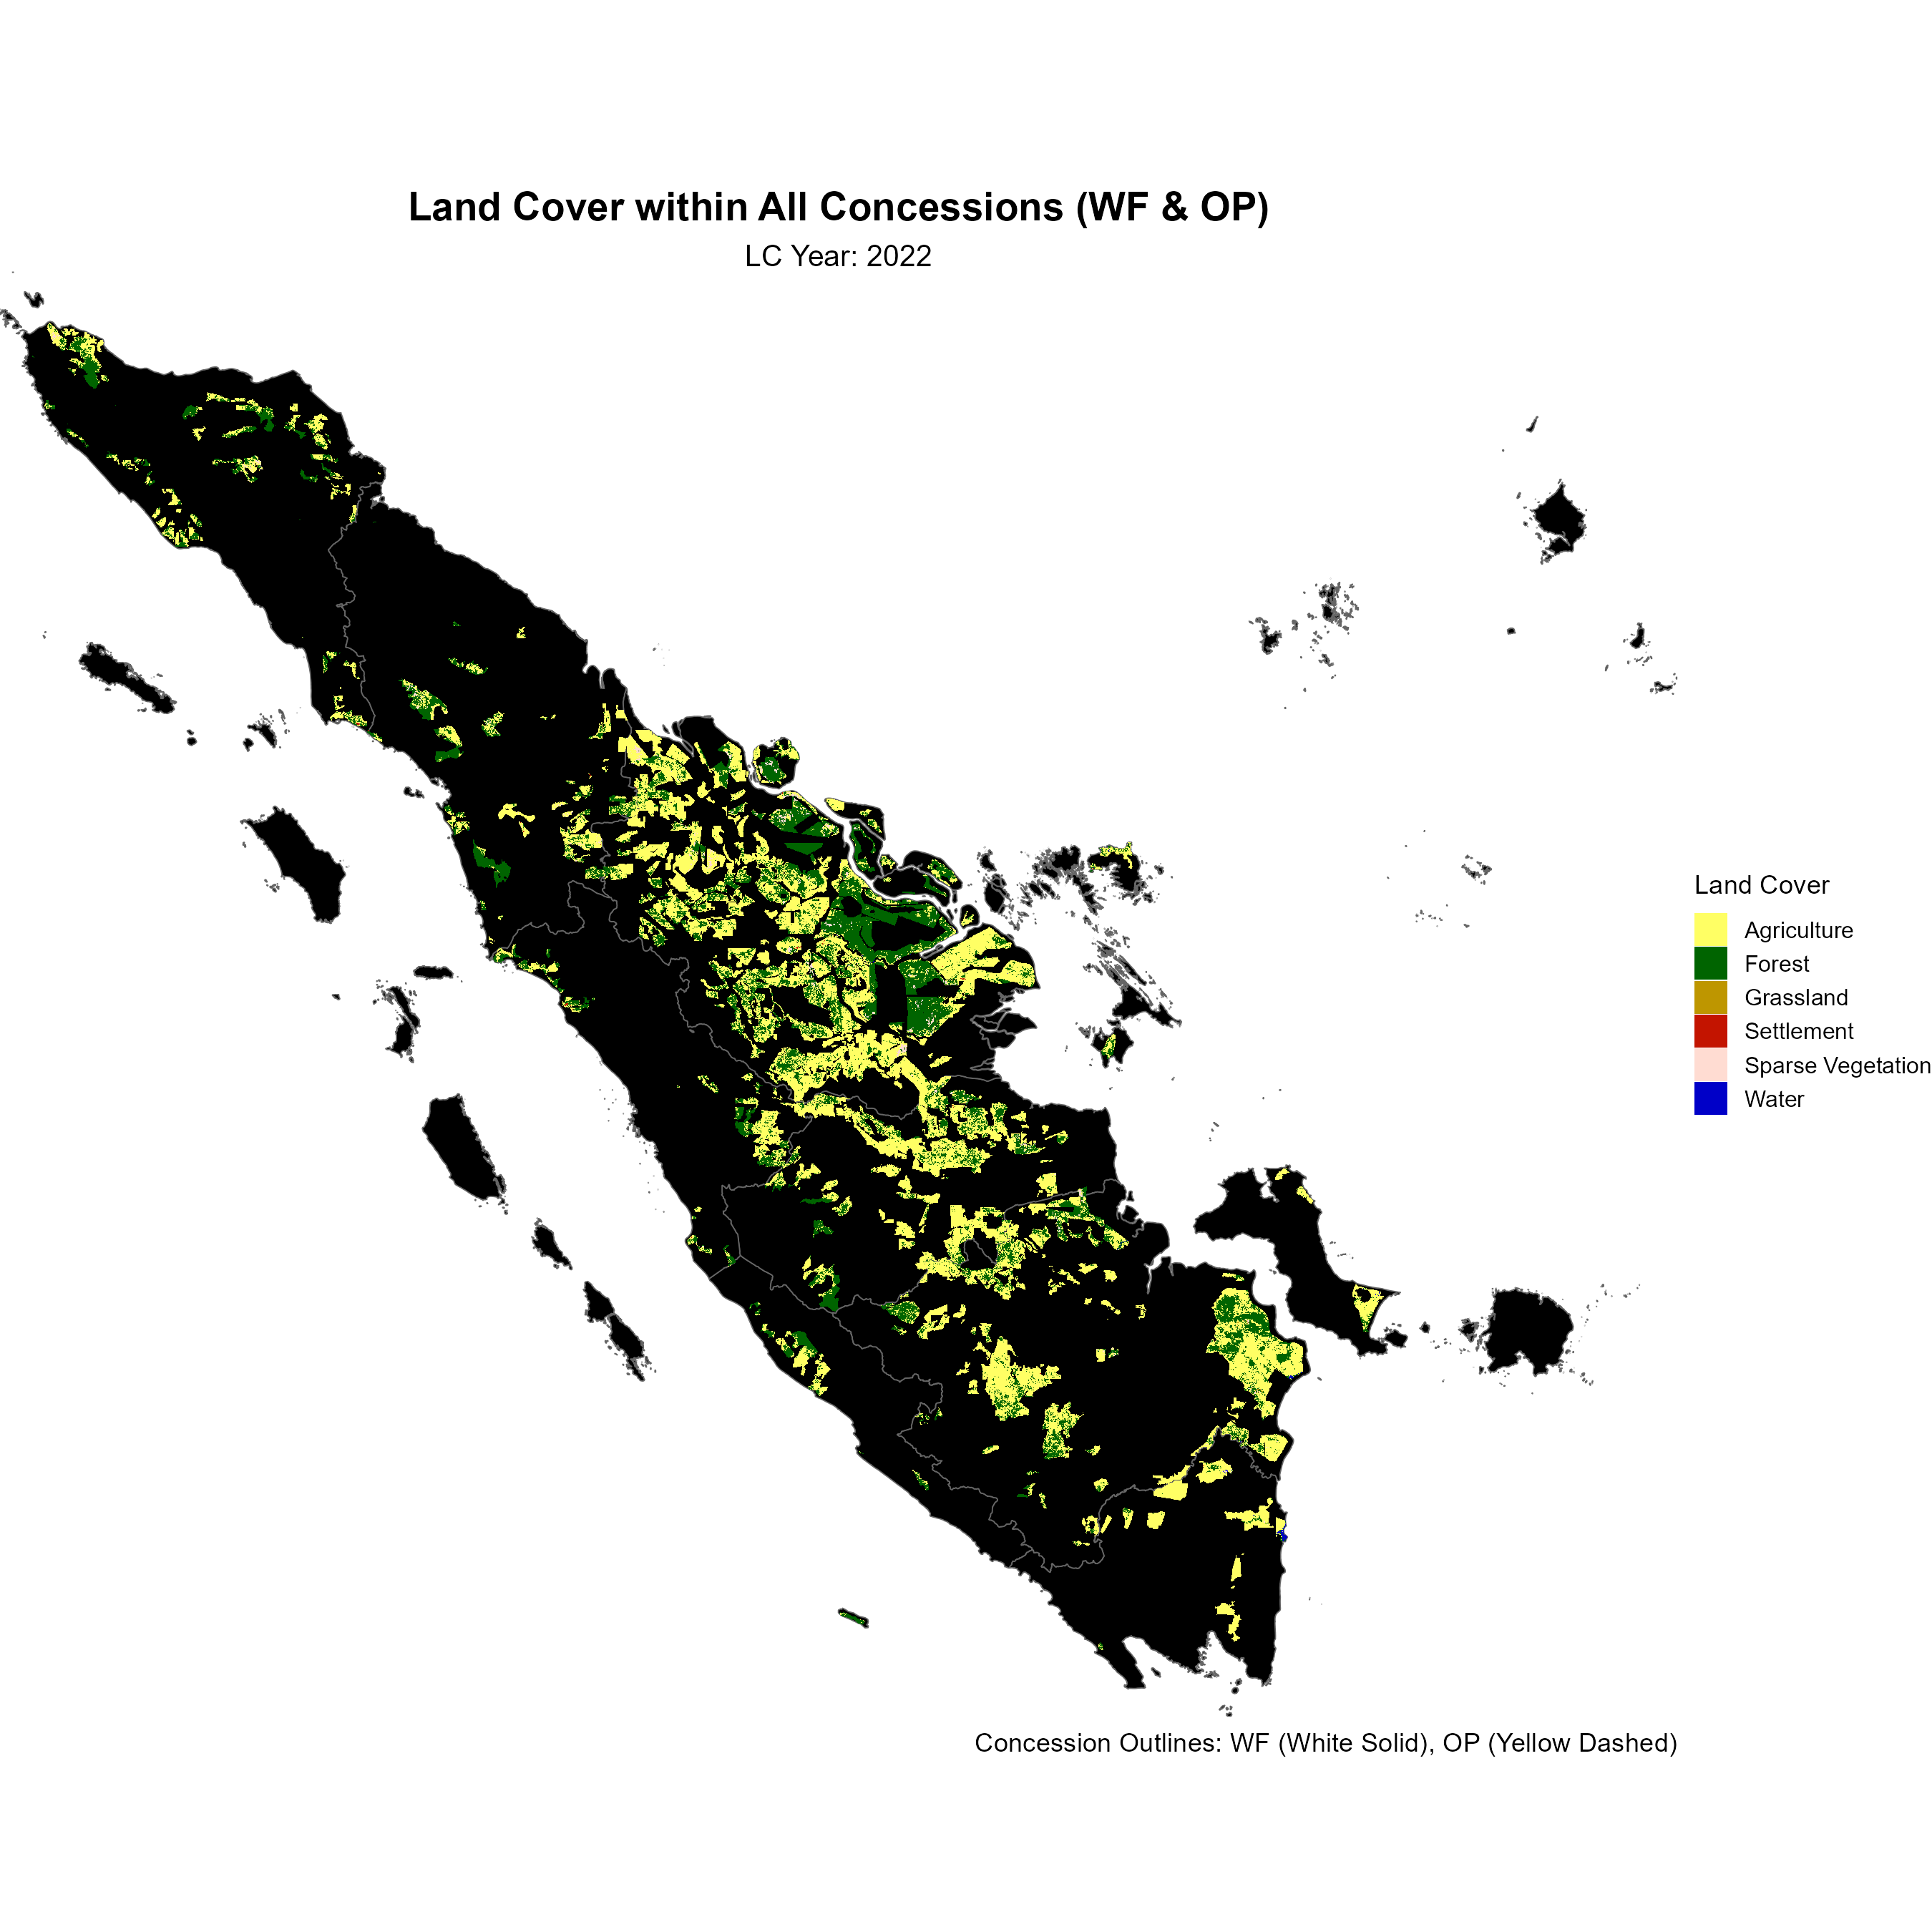 Land Cover within All Concessions (WF & OP)
LC Year: 2022
Land Cover
Agriculture
Forest
Grassland
Settlement
Sparse Vegetation
Water
Concession Outlines: WF (White Solid), OP (Yellow Dashed)